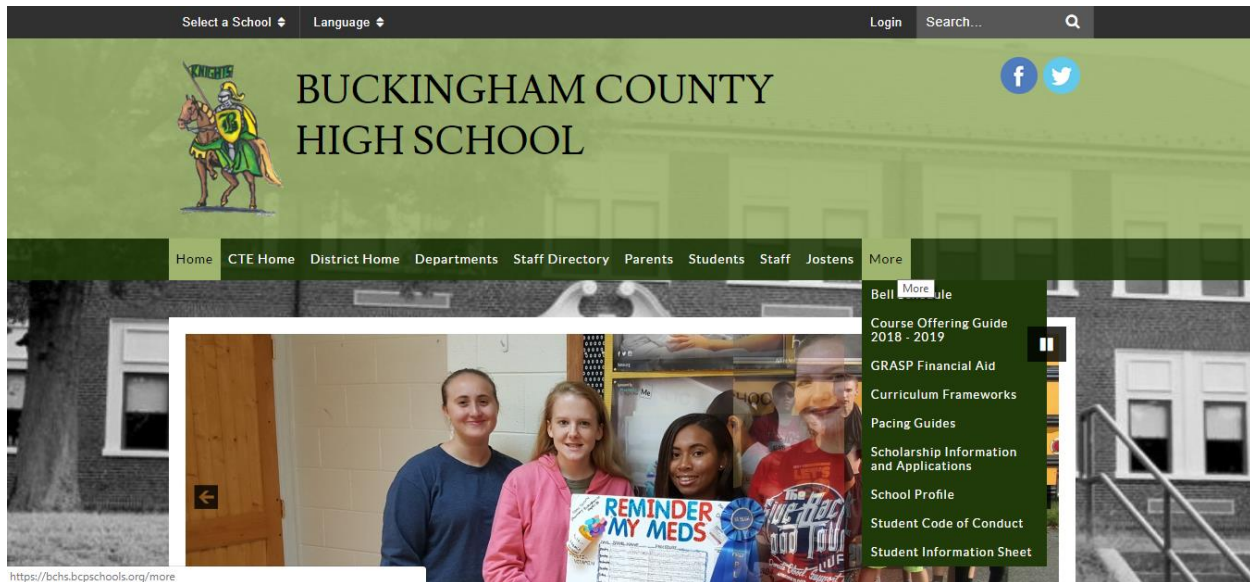 Select a School
Language
Login
Search...
KNIGHTS
B
BUCKINGHAM COUNTY
HIGH SCHOOL
f
Home
CTE Home
District Home
Departments
Staff Directory
Parents
Students
Staff
Jostens
More
More
Bell
Course Offering Guide
2018 - 2019
GRASP Financial Aid
Curriculum Frameworks
Pacing Guides
Scholarship Information
and Applications
School Profile
Student Code of Conduct
Student Information Sheet
Me
REMINDER
MY MEDS
The
https://bchs.bcpschools.org/more